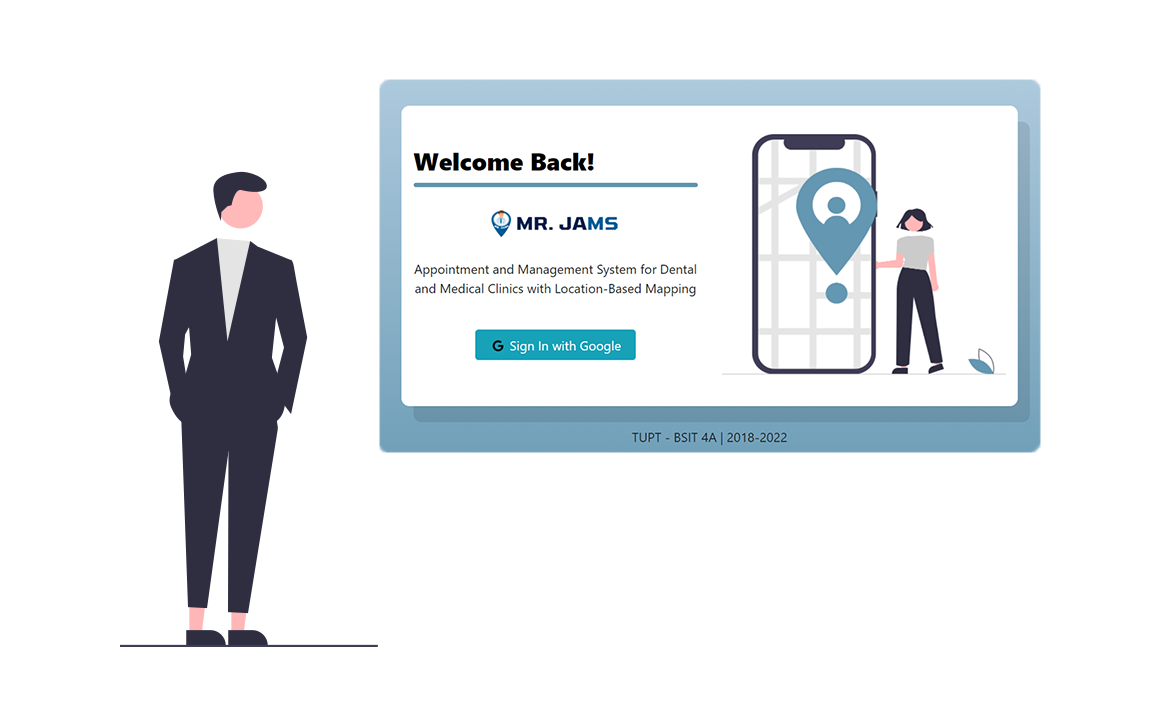 Welcome Back!
MR. JAMS
Appointment and Management System for Dental
and Medical Clinics with Location-Based Mapping
G Sign In with Google
TUPT - BSIT 4A | 2018-2022